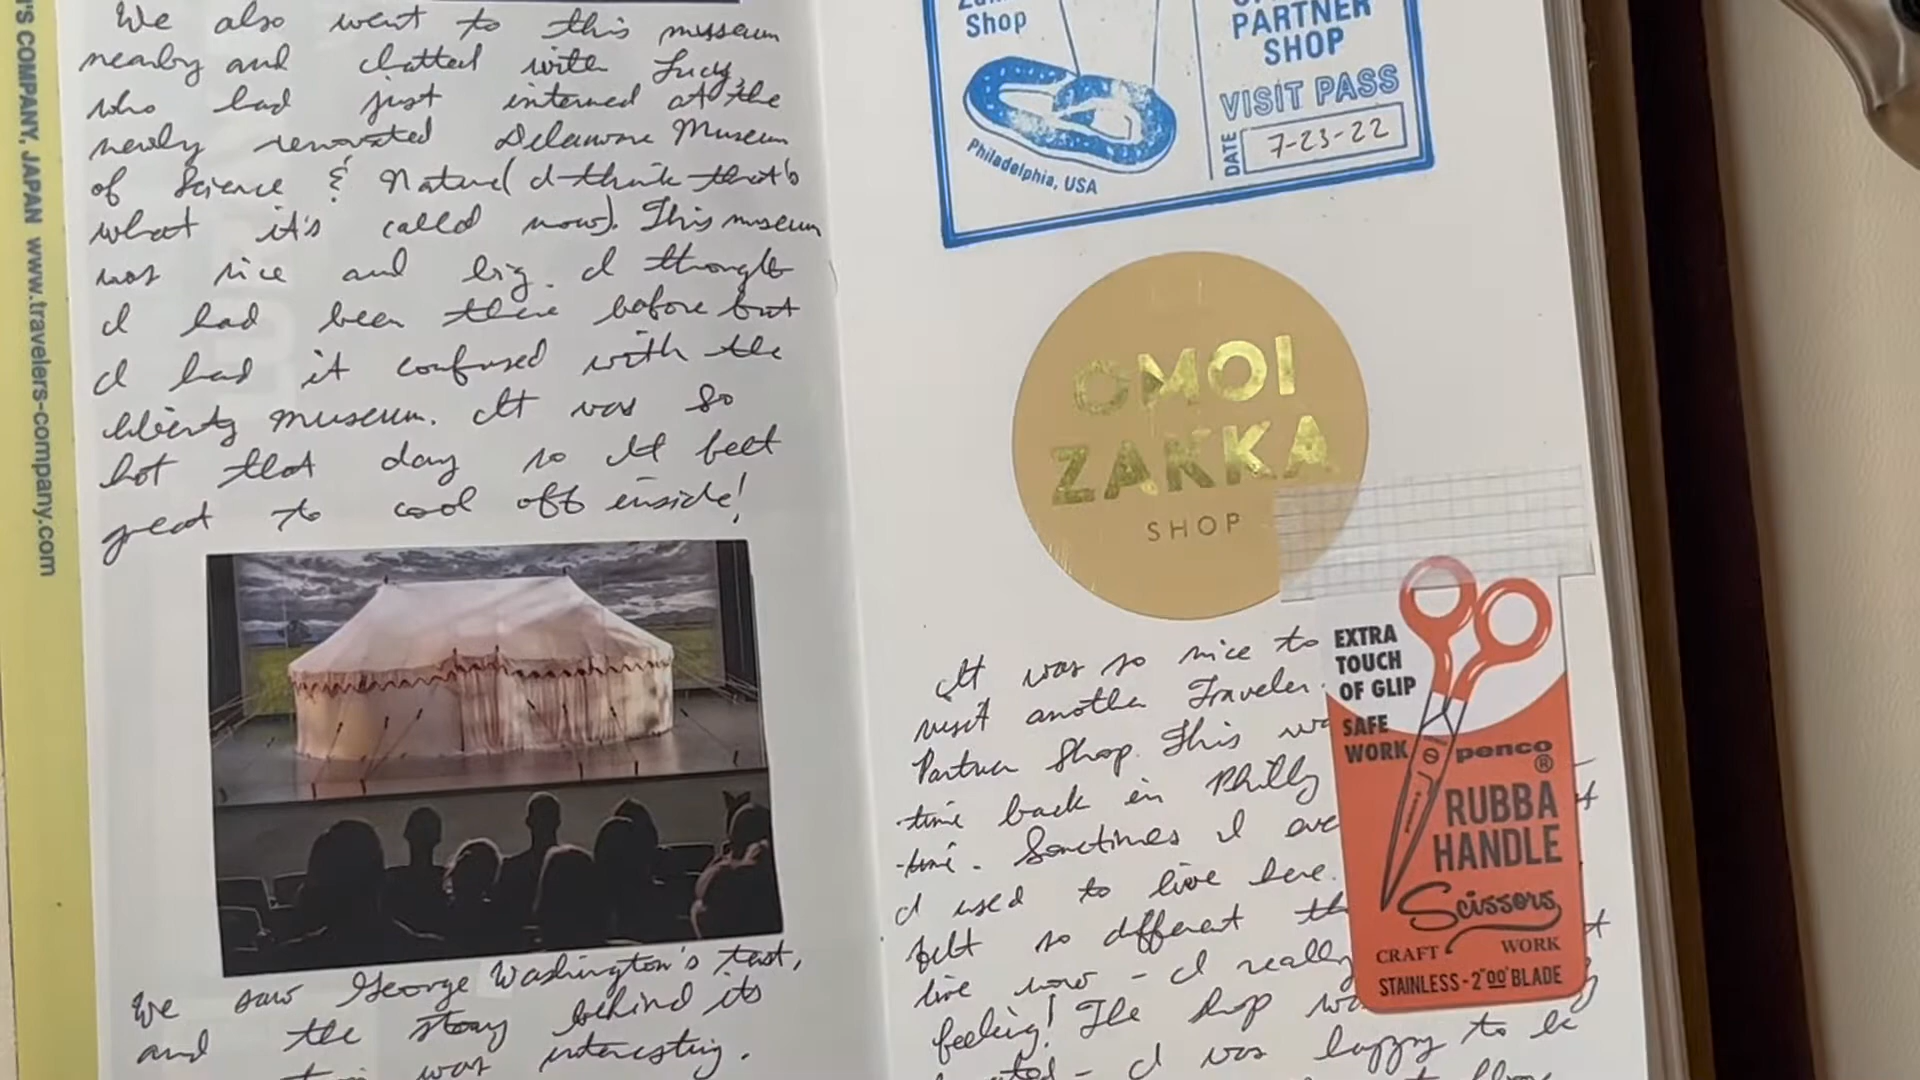 'S COMPANY, JAPAN www.travelers-company.com
We also went to this museum
nearby and chatted with Lucy,
who had just interned at the
newly renovated Delaware Museum
of Science & Nature (I think that's
what it's called now). This museum
was nice and big. I thought
I had been there before but
I had it confused with the
liberty museum. It was so
hot that day so it felt
great to cool off inside!
We saw George Washington's tent,
and the story behind its
was interesting.
Shop
Philadelphia, USA
PARTNER
SHOP
VISIT PASS
DATE 7-23-22
OMOI
ZAKKA
SHOP
It was so nice to
visit another Traveler
Partner Shop. This
time back in Philly
time. Sometimes I
I used to live here.
felt so different
live now - I really
feeling! The shop
I was happy to be
EXTRA
TOUCH
OF GLIP
SAFE
WORK
penco
®
RUBBA
HANDLE
Scissors
CRAFT WORK
STAINLESS-2"00 BLADE